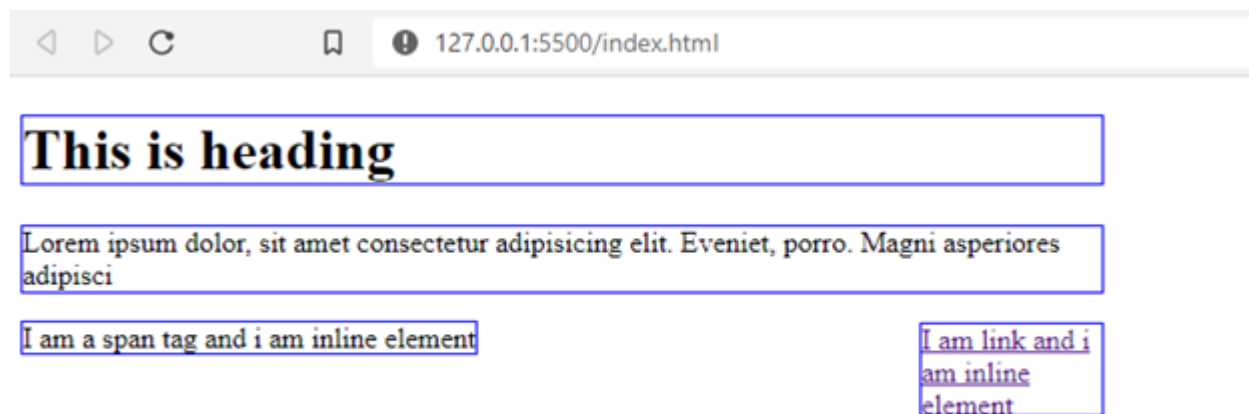 127.0.0.1:5500/index.html
This is heading
Lorem ipsum dolor, sit amet consectetur adipisicing elit. Eveniet, porro. Magni asperiores
adipisci
I am a span tag and i am inline element
I am link and i
am inline
element